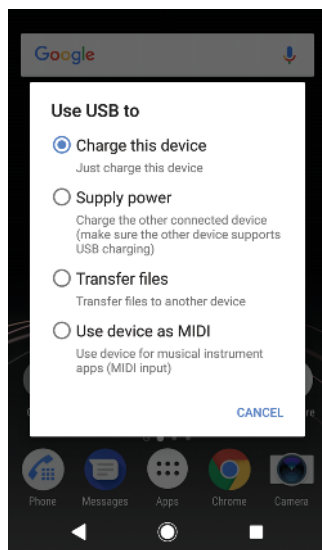 Google
Use USB to
Charge this device
Just charge this device
Supply power
Charge the other connected device
(make sure the other device supports
USB charging)
Transfer files
Transfer files to another device
Use device as MIDI
Use device for musical instrument
apps (MIDI input)
CANCEL
Phone Messages Apps Chrome Camera